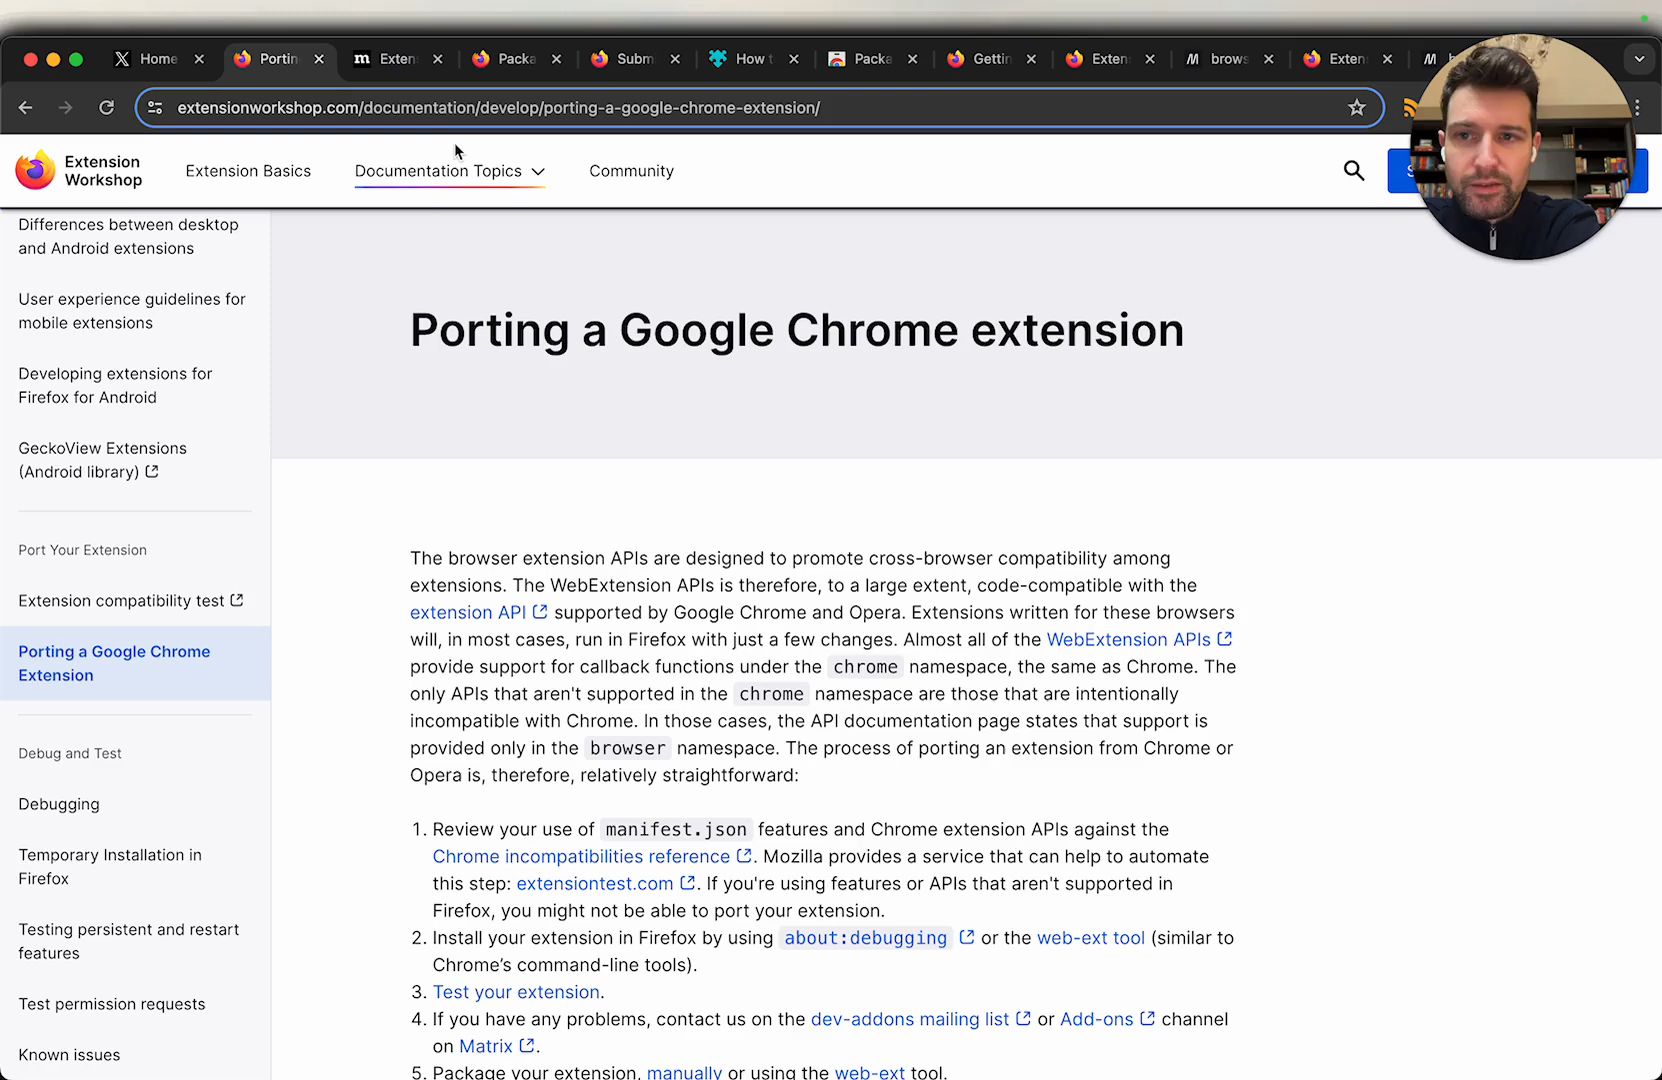 Home
Portin
m Exten
Packa
Subm
How t
Packa
Gettin
Exten
brows
Exten
extensionworkshop.com/documentation/develop/porting-a-google-chrome-extension/
Extension
Workshop
Extension Basics
Documentation Topics
Community
Differences between desktop
and Android extensions
User experience guidelines for
mobile extensions
Developing extensions for
Firefox for Android
GeckoView Extensions
(Android library)
Port Your Extension
Extension compatibility test
Porting a Google Chrome
Extension
Debug and Test
Debugging
Temporary Installation in
Firefox
Testing persistent and restart
features
Test permission requests
Known issues
Porting a Google Chrome extension
The browser extension APIs are designed to promote cross-browser compatibility among
extensions. The WebExtension APIs is therefore, to a large extent, code-compatible with the
extension API supported by Google Chrome and Opera. Extensions written for these browsers
will, in most cases, run in Firefox with just a few changes. Almost all of the WebExtension APIs
provide support for callback functions under the chrome namespace, the same as Chrome. The
only APIs that aren't supported in the chrome namespace are those that are intentionally
incompatible with Chrome. In those cases, the API documentation page states that support is
provided only in the browser namespace. The process of porting an extension from Chrome or
Opera is, therefore, relatively straightforward:
1. Review your use of manifest.json features and Chrome extension APIs against the
Chrome incompatibilities reference. Mozilla provides a service that can help to automate
this step: extensiontest.com. If you're using features or APIs that aren't supported in
Firefox, you might not be able to port your extension.
2. Install your extension in Firefox by using about:debugging or the web-ext tool (similar to
Chrome’s command-line tools).
3. Test your extension.
4. If you have any problems, contact us on the dev-addons mailing list or Add-ons channel
on Matrix.
5. Package your extension, manually or using the web-ext tool.